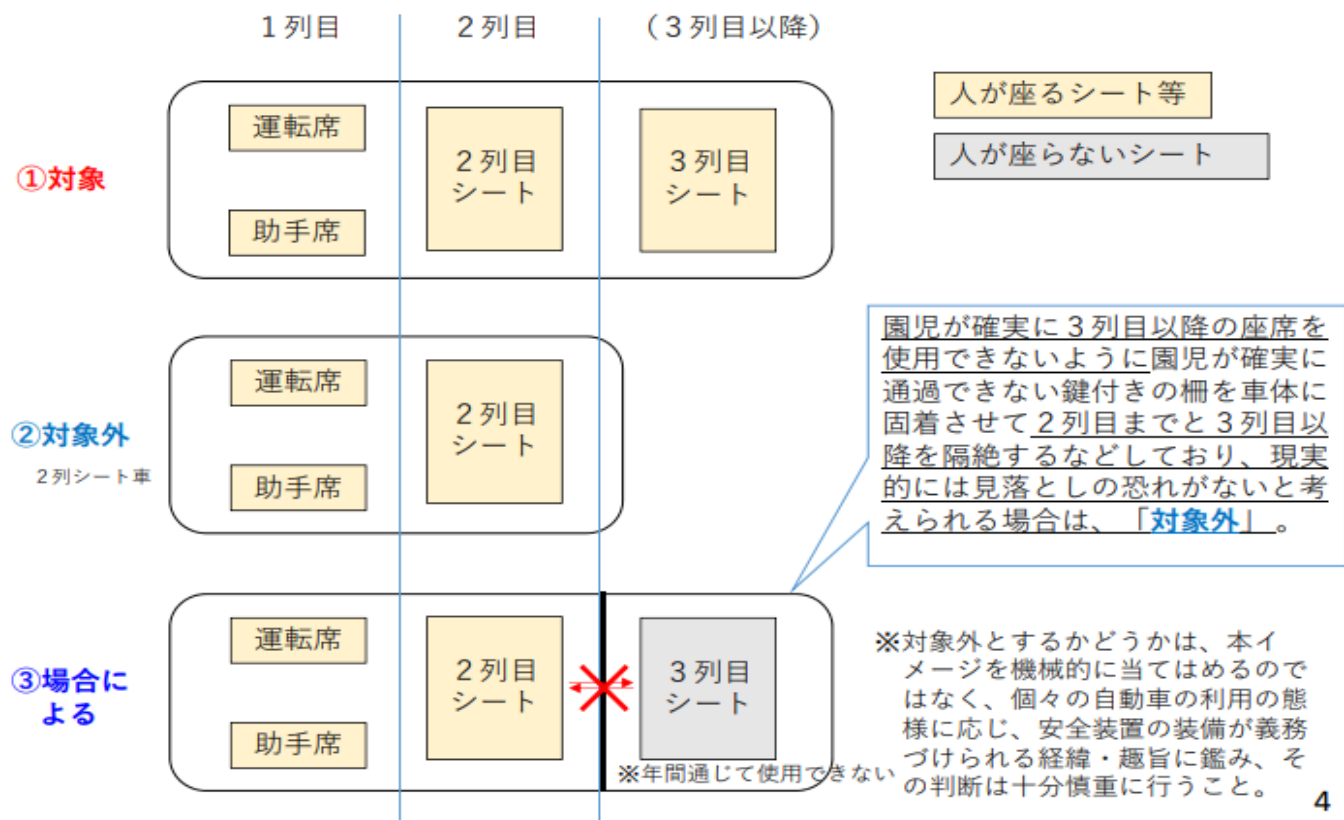 １列目
２列目
（３列目以降）
人が座るシート等
人が座らないシート
①対象
運転席
助手席
２列目
シート
３列目
シート
②対象外
２列シート車
運転席
助手席
２列目
シート
園児が確実に３列目以降の座席を
使用できないように園児が確実に
通過できない鍵付きの柵を車体に
固着させて２列目までと３列目以
降を隔絶するなどしており、現実
的には見落としの恐れがないと考
えられる場合は、「対象外」。
③場合に
よる
運転席
助手席
２列目
シート
３列目
シート
※年間通じて使用できない
※対象外とするかどうかは、本イ
メージを機械的に当てはめるので
はなく、個々の自動車の利用の態
様に応じ、安全装置の装備が義務
づけられる経緯・趣旨に鑑み、そ
の判断は十分慎重に行うこと。
4